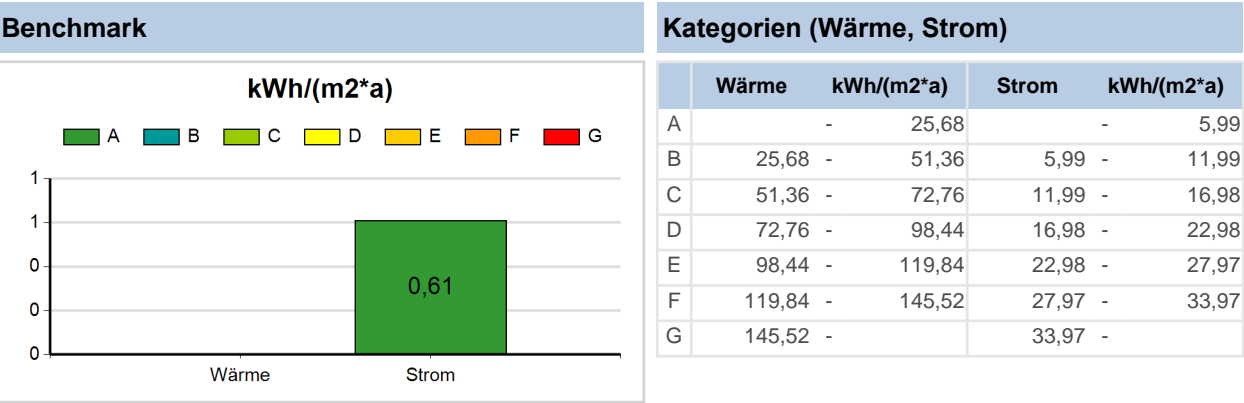 Benchmark
kWh/(m2*a)
A B C D E F G
1
1
0
0
0
0,61
Wärme Strom
Kategorien (Wärme, Strom)
Wärme kWh/(m2*a) Strom kWh/(m2*a)
A - 25,68 - 5,99
B 25,68 - 51,36 5,99 - 11,99
C 51,36 - 72,76 11,99 - 16,98
D 72,76 - 98,44 16,98 - 22,98
E 98,44 - 119,84 22,98 - 27,97
F 119,84 - 145,52 27,97 - 33,97
G 145,52 - 33,97 -